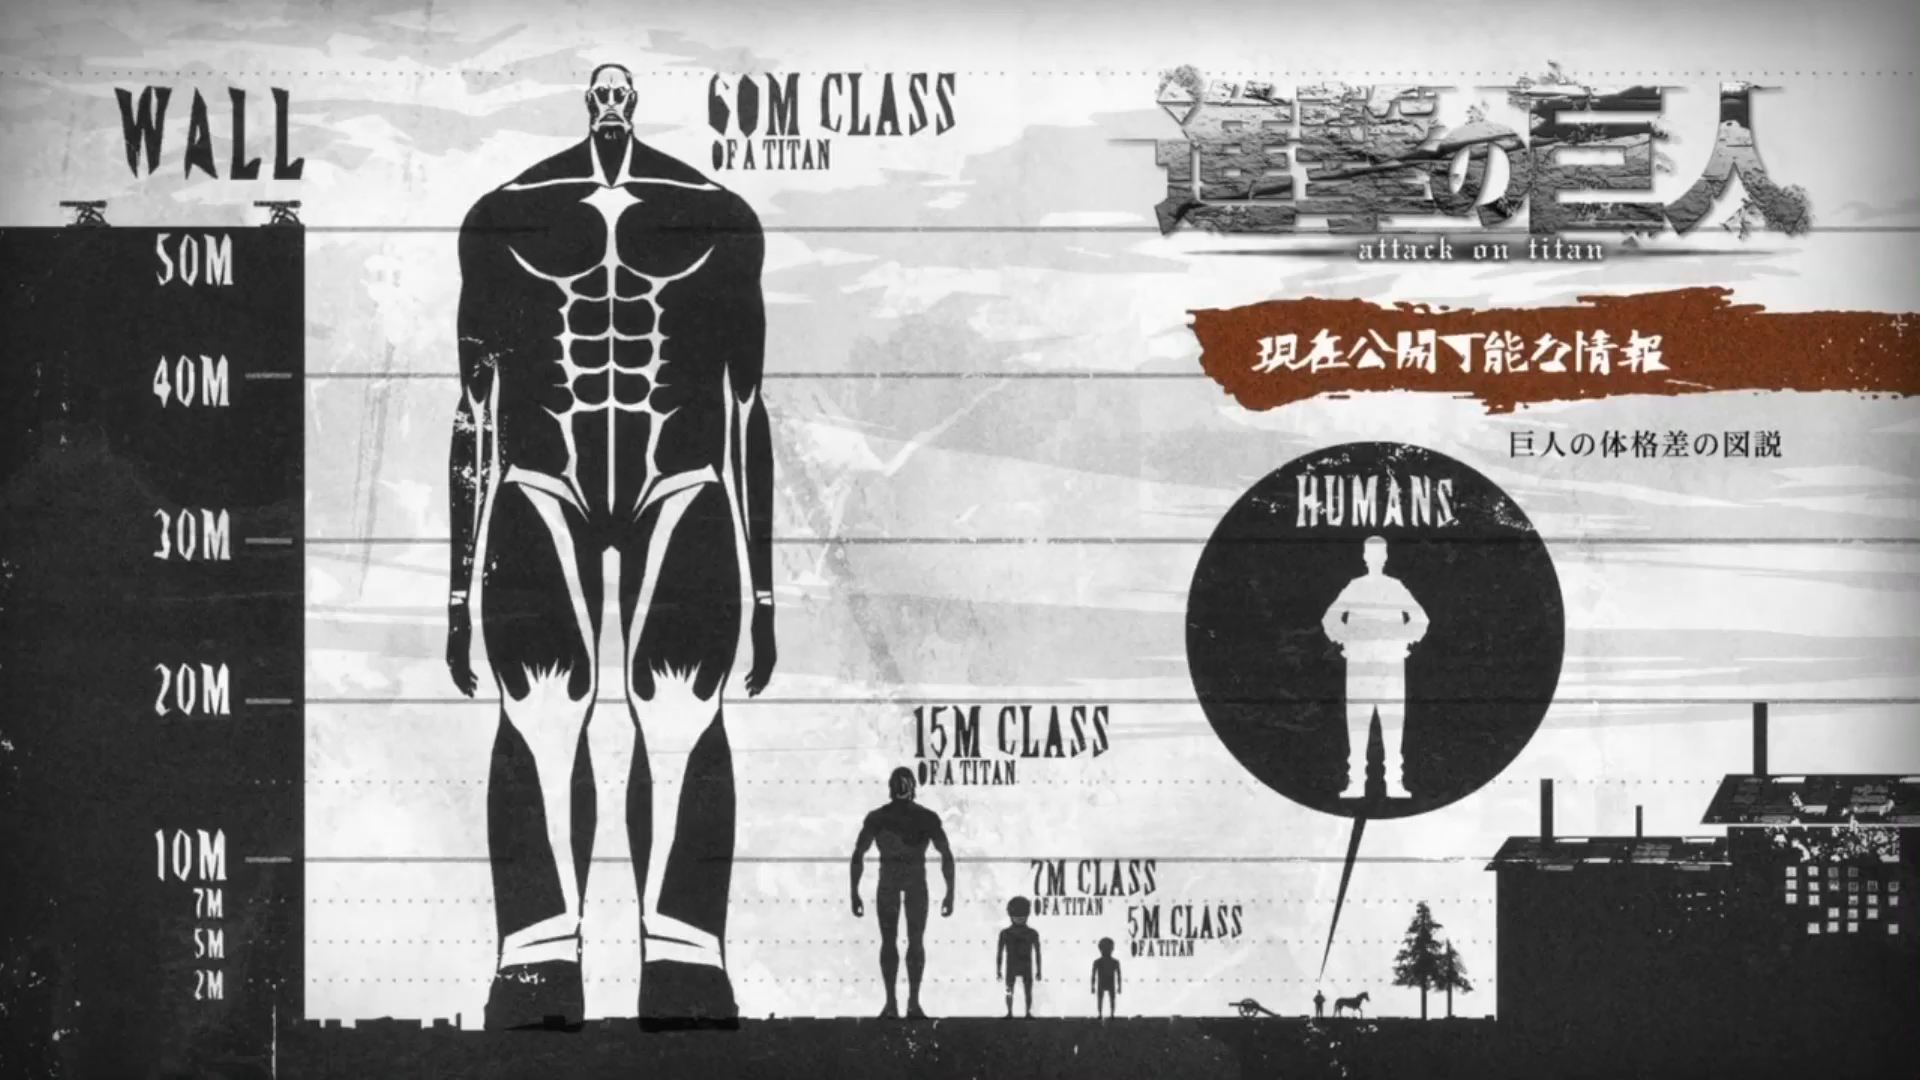 WALL
50M
40M
30M
20M
10M
7M
5M
2M
60M CLASS
OF A TITAN
15M CLASS
OF A TITAN
7M CLASS
OF A TITAN
5M CLASS
OF A TITAN
進撃の巨人
attack on titan
現在公開可能な情報
巨人の体格差の図説
HUMANS